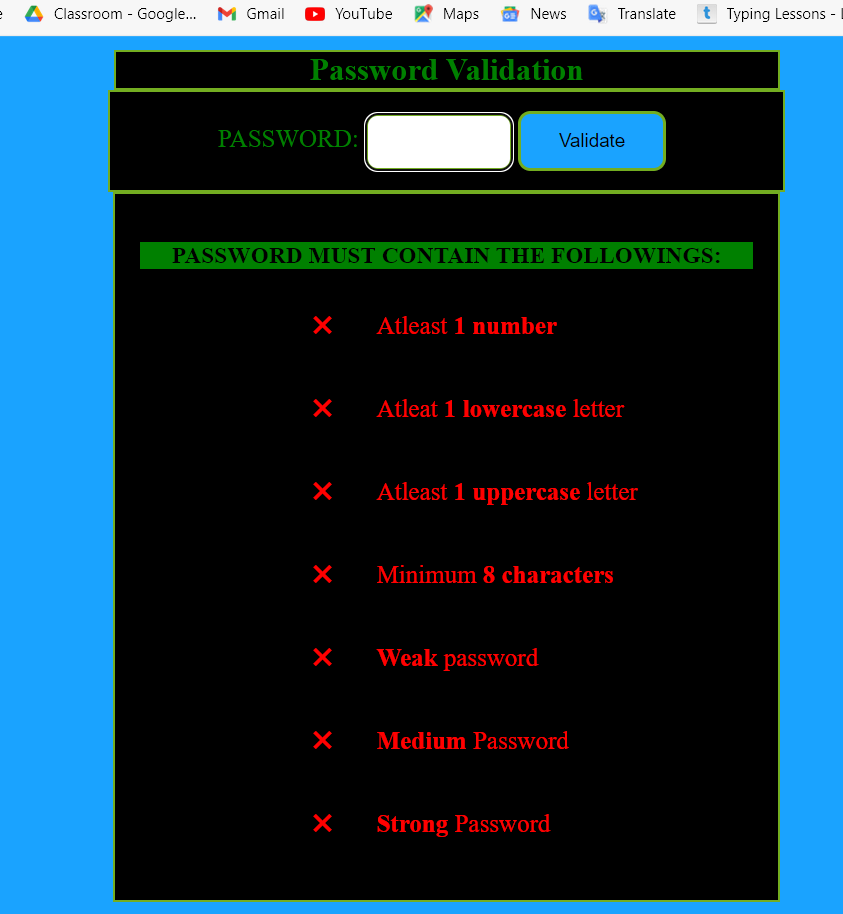 Classroom - Google... Gmail YouTube Maps News Translate t Typing Lessons -
Password Validation
PASSWORD: Validate
PASSWORD MUST CONTAIN THE FOLLOWINGS:
✕ Atleast 1 number
✕ Atleat 1 lowercase letter
✕ Atleast 1 uppercase letter
✕ Minimum 8 characters
✕ Weak password
✕ Medium Password
✕ Strong Password